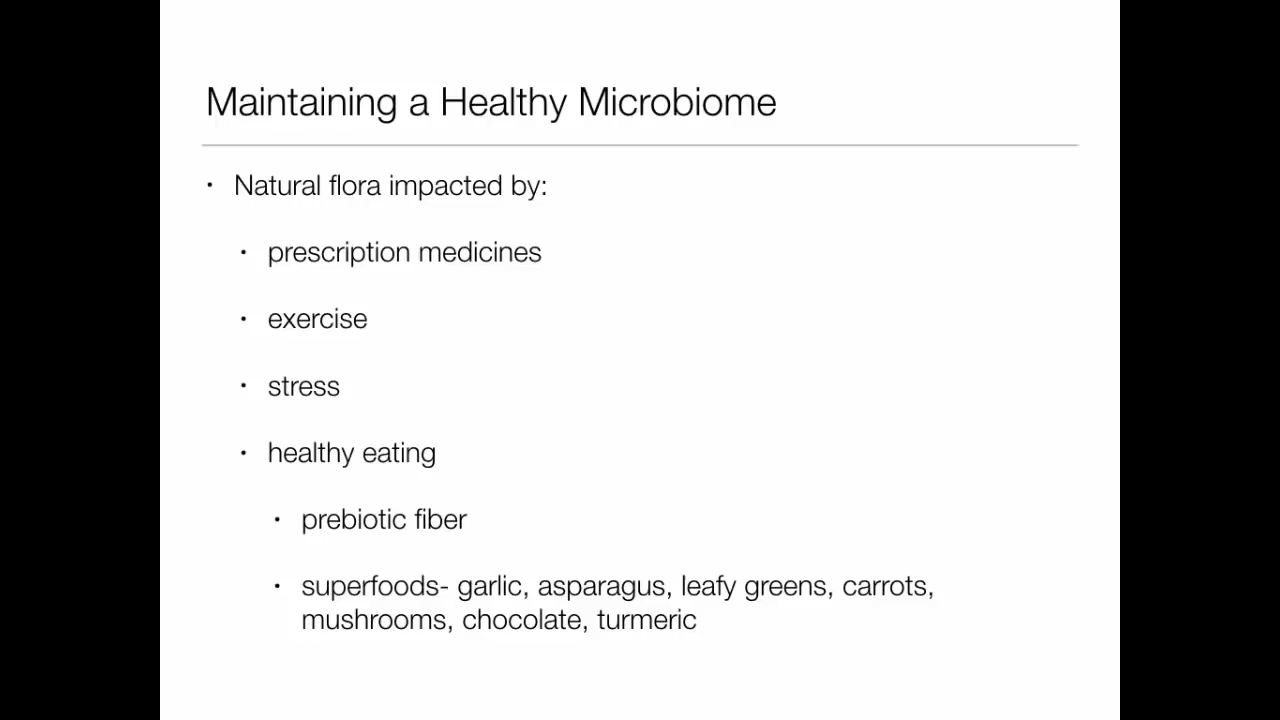 Maintaining a Healthy Microbiome
• Natural flora impacted by:
• prescription medicines
• exercise
• stress
• healthy eating
• prebiotic fiber
• superfoods- garlic, asparagus, leafy greens, carrots,
mushrooms, chocolate, turmeric